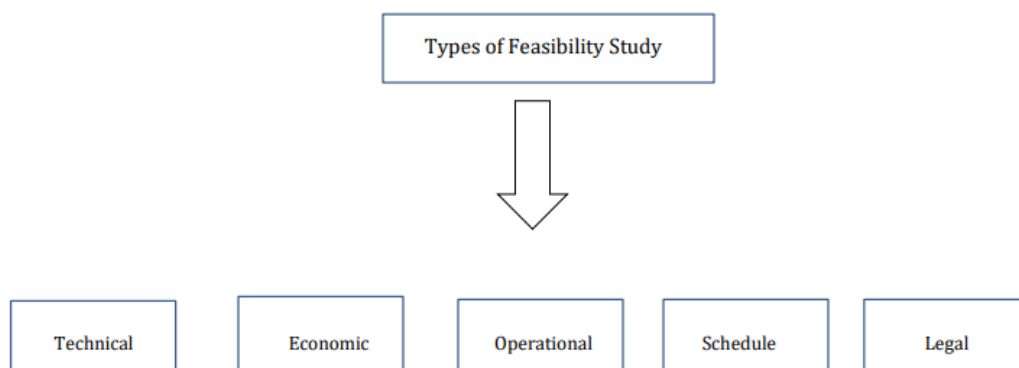 Types of Feasibility Study
Technical
Economic
Operational
Schedule
Legal